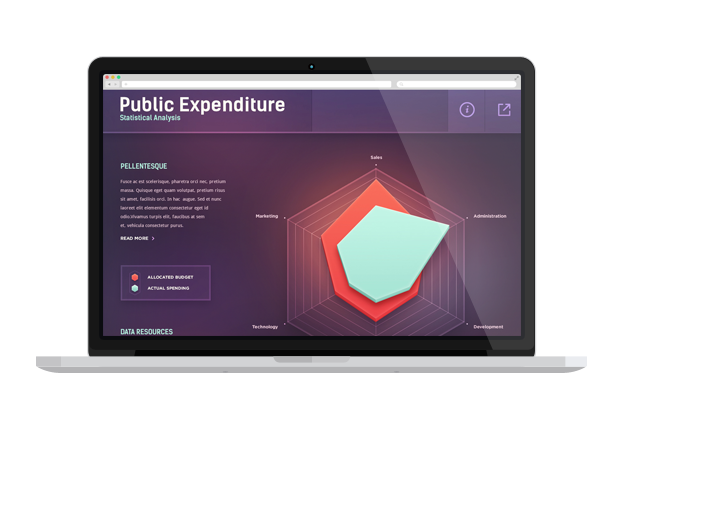 Public Expenditure
Statistical Analysis
Sales
PELLENTESQUE
Fusce ac est scelerisque, pharetra orci nec, pretium
massa. Quisque eget quam volutpat, pretium risus
sit amet, facilisis orci. In hac augue. Sed et nunc
laoreet elit elementum consectetur eget id
odio.Vivamus turpis elit, faucibus at sem
et, vehicula consectetur purus.
Marketing
Administration
READ MORE >
ALLOCATED BUDGET
ACTUAL SPENDING
Technology
Development
DATA RESOURCES